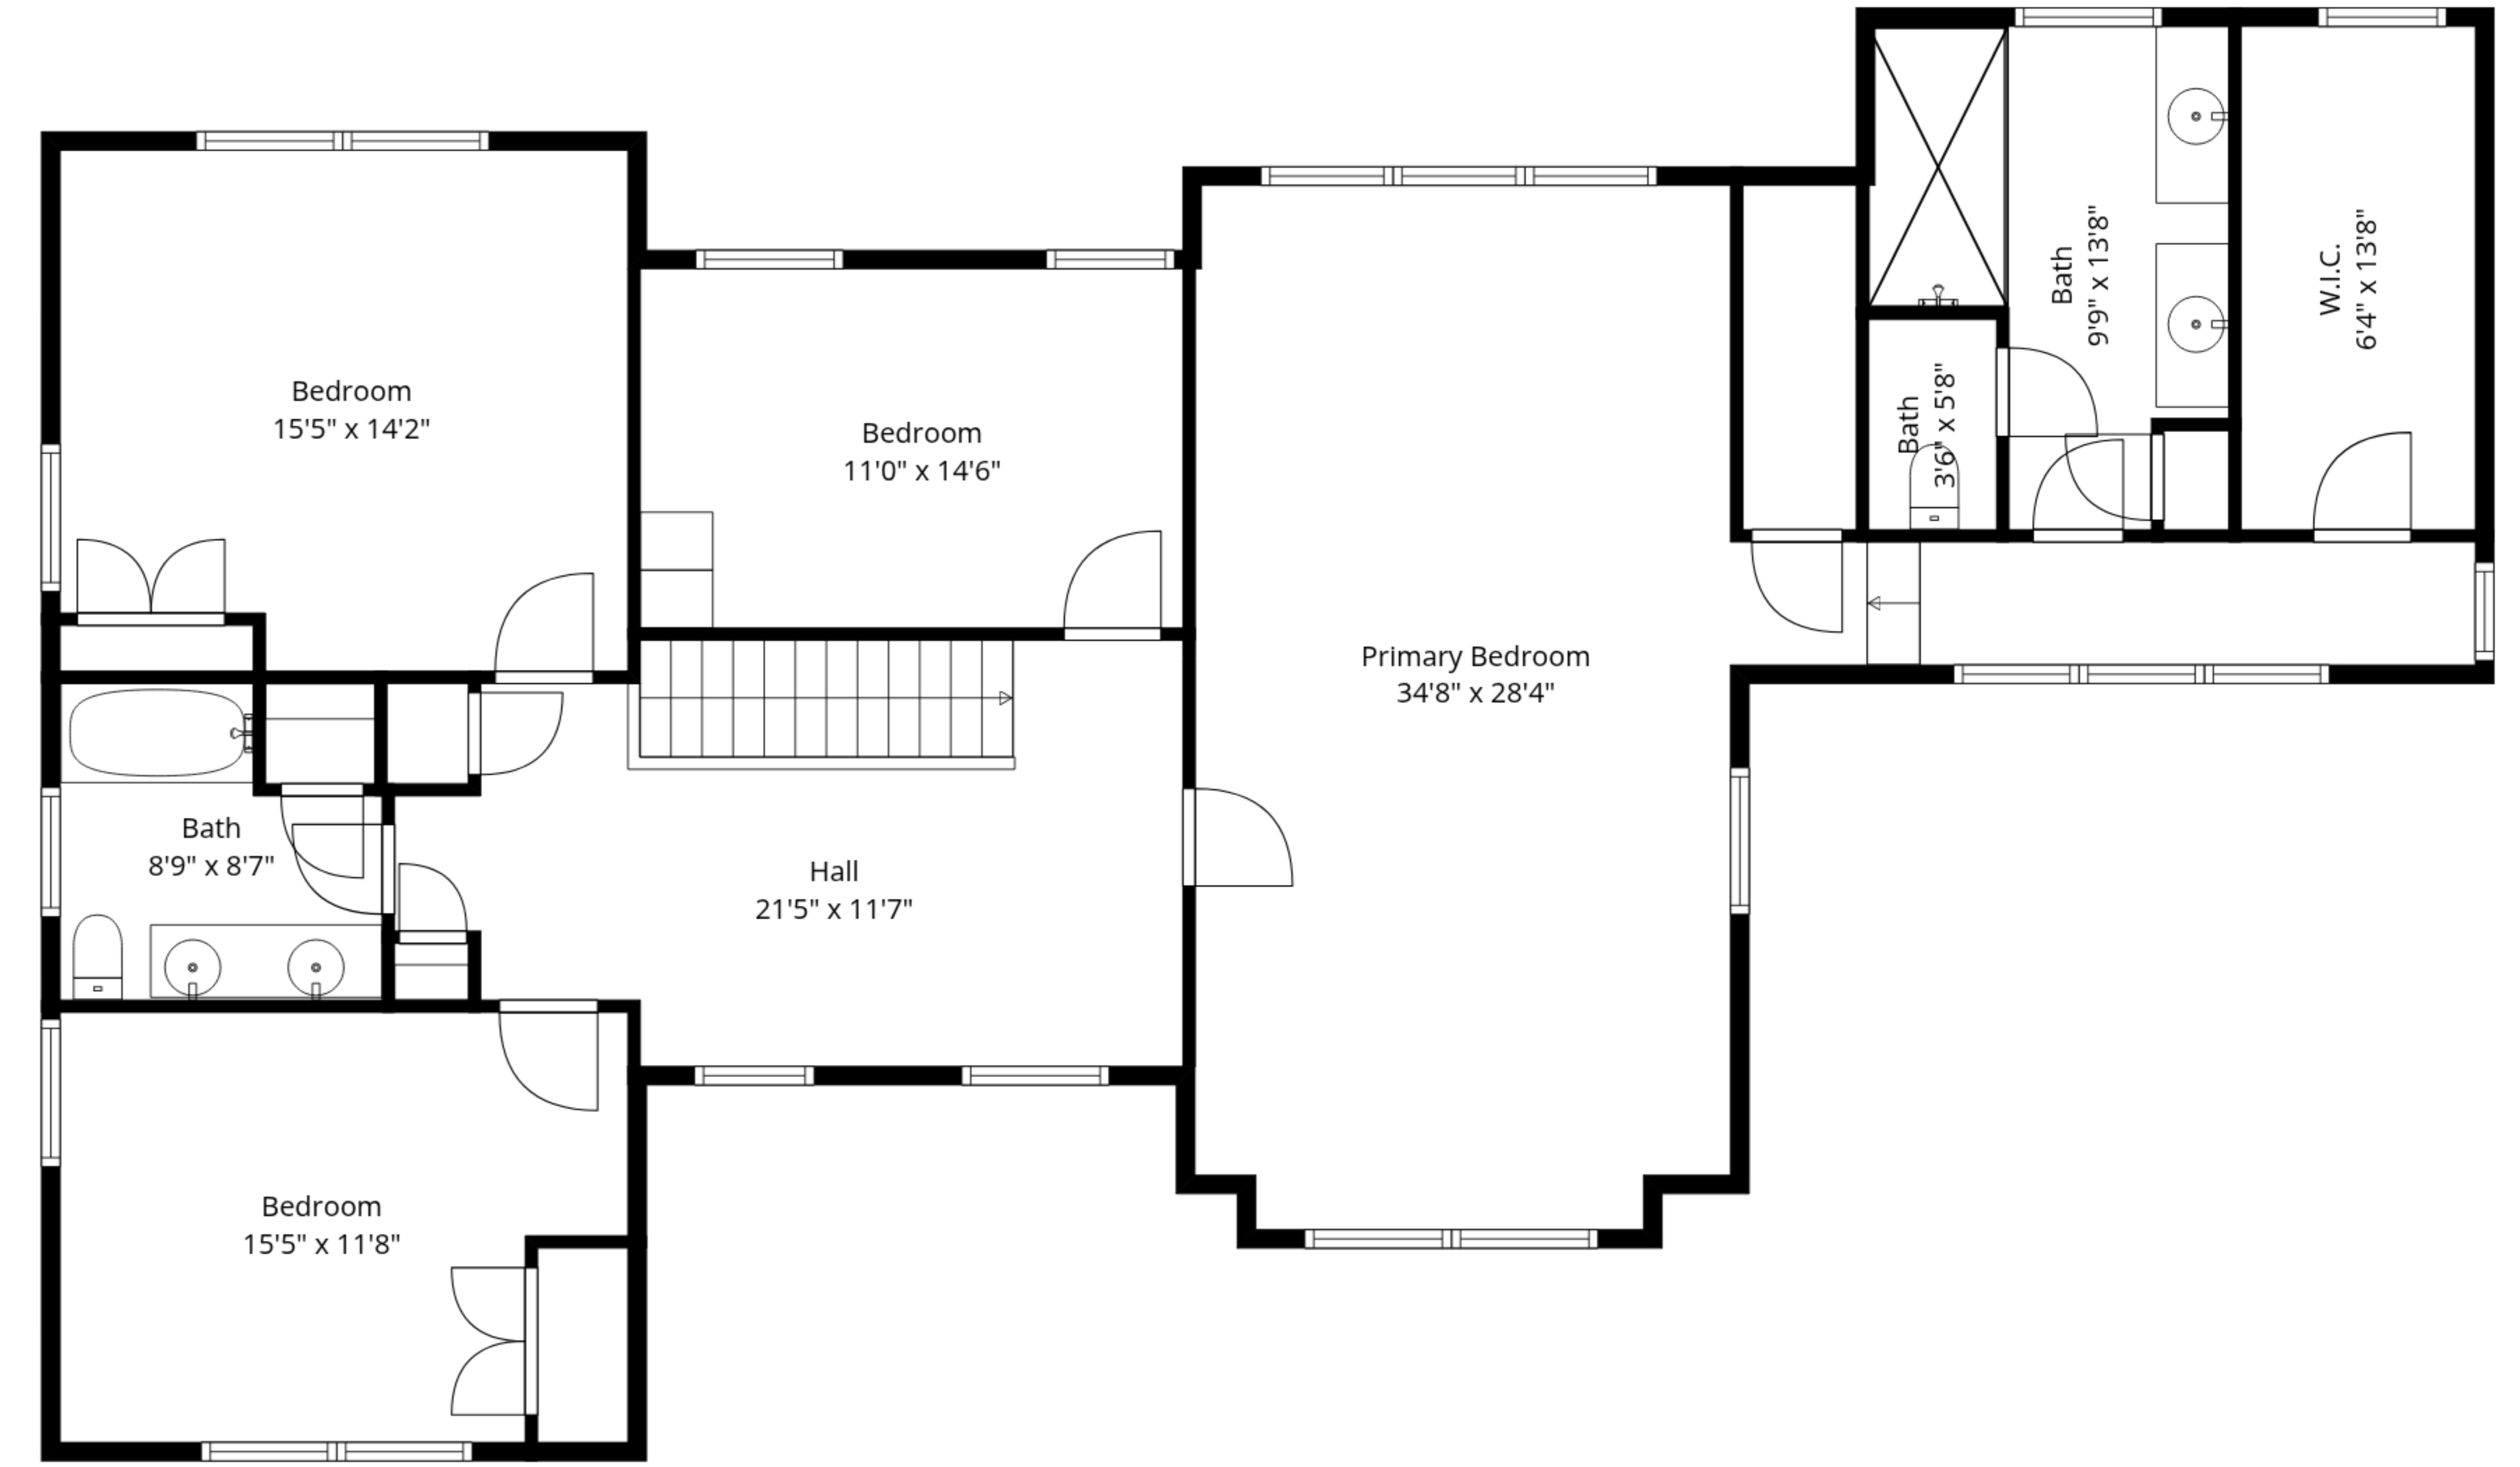 Bedroom
15'5" x 14'2"
Bedroom
11'0" x 14'6"
Bath
9'9" x 13'8"
W.I.C.
6'4" x 13'8"
Bath
3'6" x 5'8"
Primary Bedroom
34'8" x 28'4"
Bath
8'9" x 8'7"
Hall
21'5" x 11'7"
Bedroom
15'5" x 11'8"